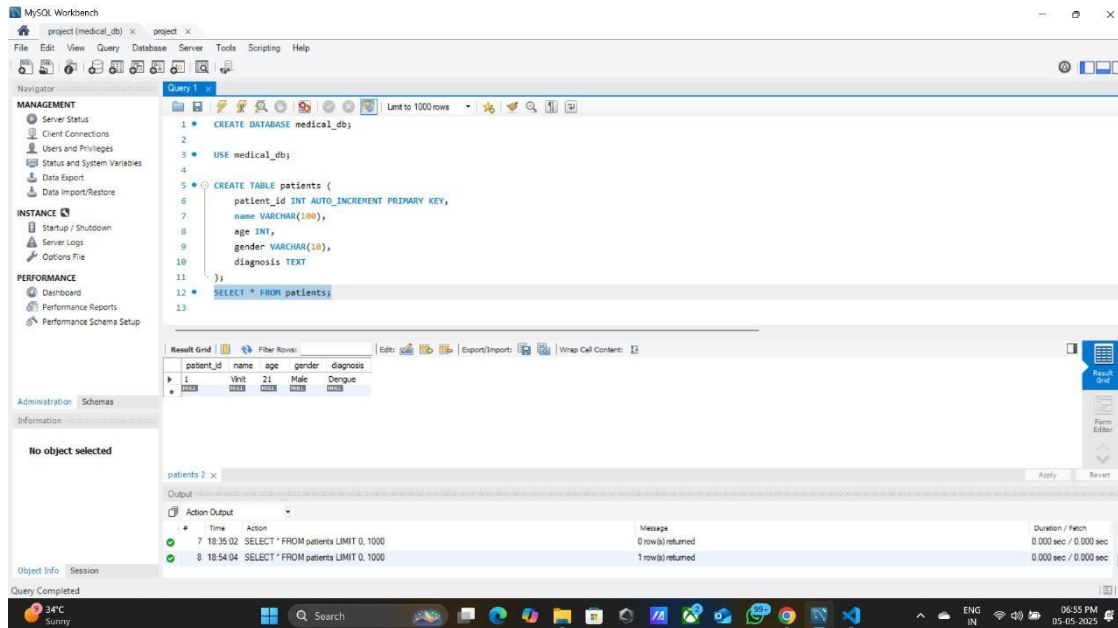 MySQL Workbench
project (medical_db) × project ×
File Edit View Query Database Server Tools Scripting Help
Navigator
MANAGEMENT
Server Status
Client Connections
Users and Privileges
Status and System Variables
Data Export
Data Import/Restore
INSTANCE
Startup / Shutdown
Server Logs
Options File
PERFORMANCE
Dashboard
Performance Reports
Performance Schema Setup
Administration Schemas
Information
No object selected
Object Info Session
Query 1 ×
Limit to 1000 rows
1 CREATE DATABASE medical_db;
2
3 USE medical_db;
4
5 CREATE TABLE patients (
6 patient_id INT AUTO_INCREMENT PRIMARY KEY,
7 name VARCHAR(100),
8 age INT,
9 gender VARCHAR(10),
10 diagnosis TEXT
11 );
12 SELECT * FROM patients;
13
Result Grid Filter Rows: Edit: Export/Import: Wrap Cell Content:
patient_id name age gender diagnosis
1 Vinit 21 Male Dengue
NULL NULL NULL NULL NULL
Result Grid
Form Editor
patients 2 × Apply Revert
Output
Action Output
# Time Action Message Duration / Fetch
7 18:35:02 SELECT * FROM patients LIMIT 0, 1000 0 row(s) returned 0.000 sec / 0.000 sec
8 18:54:04 SELECT * FROM patients LIMIT 0, 1000 1 row(s) returned 0.000 sec / 0.000 sec
Query Completed
9 34°C
Sunny
Search
2
99+
ENG
IN
06:55 PM
05-05-2025